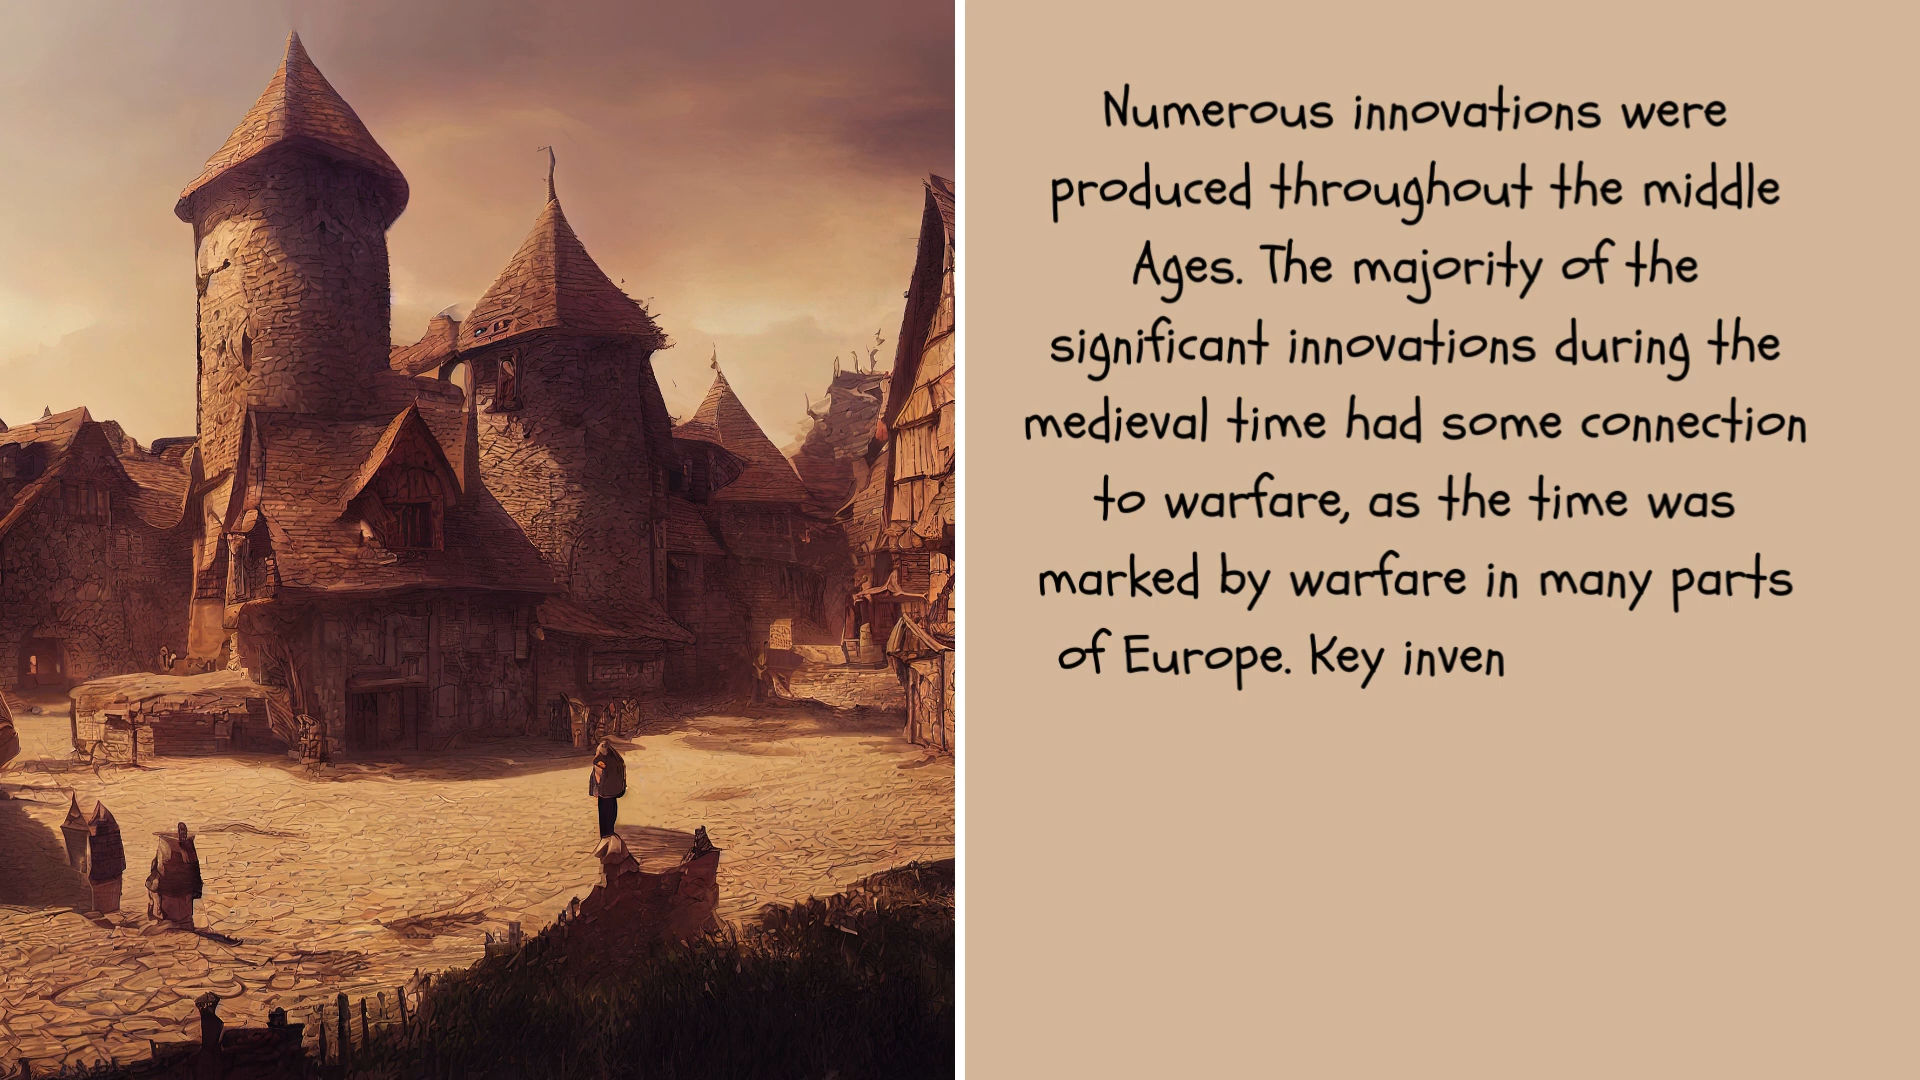 Numerous innovations were
produced throughout the middle
Ages. The majority of the
significant innovations during the
medieval time had some connection
to warfare, as the time was
marked by warfare in many parts
of Europe. Key inven